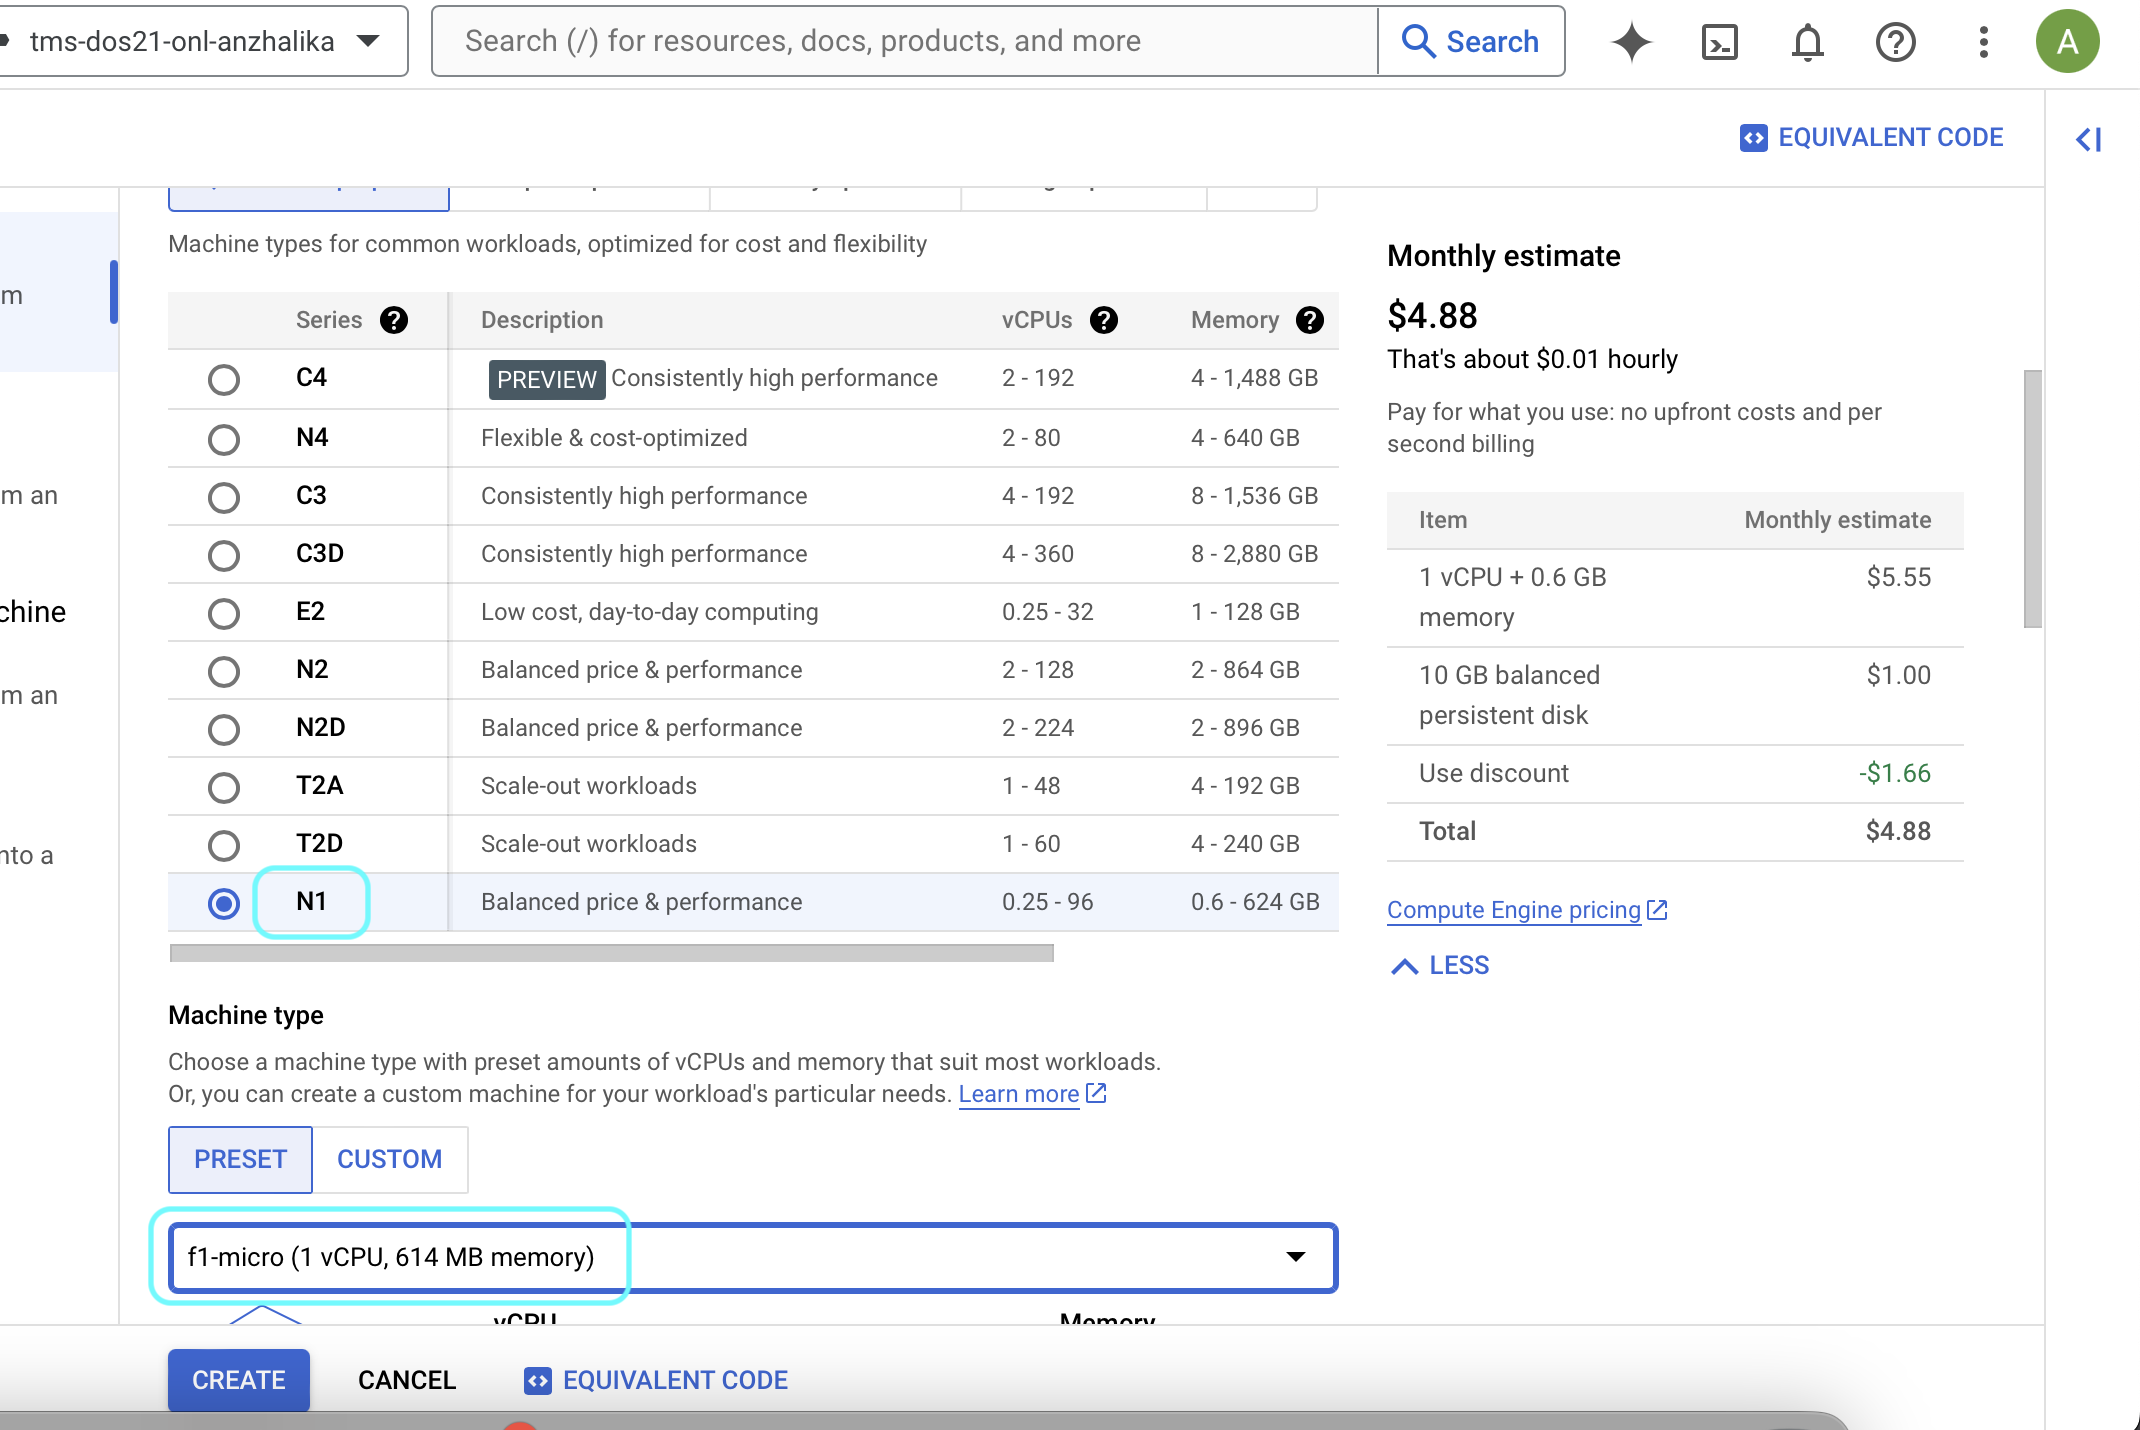 tms-dos21-onl-anzhalika
Search (/) for resources, docs, products, and more
Search
A
EQUIVALENT CODE
m
m an
chine
m an
nto a
Machine types for common workloads, optimized for cost and flexibility
Series Description vCPUs Memory
C4 PREVIEW Consistently high performance 2 - 192 4 - 1,488 GB
N4 Flexible & cost-optimized 2 - 80 4 - 640 GB
C3 Consistently high performance 4 - 192 8 - 1,536 GB
C3D Consistently high performance 4 - 360 8 - 2,880 GB
E2 Low cost, day-to-day computing 0.25 - 32 1 - 128 GB
N2 Balanced price & performance 2 - 128 2 - 864 GB
N2D Balanced price & performance 2 - 224 2 - 896 GB
T2A Scale-out workloads 1 - 48 4 - 192 GB
T2D Scale-out workloads 1 - 60 4 - 240 GB
N1 Balanced price & performance 0.25 - 96 0.6 - 624 GB
Machine type
Choose a machine type with preset amounts of vCPUs and memory that suit most workloads.
Or, you can create a custom machine for your workload's particular needs. Learn more
PRESET CUSTOM
f1-micro (1 vCPU, 614 MB memory)
vCPU Memory
CREATE CANCEL EQUIVALENT CODE
Monthly estimate
$4.88
That's about $0.01 hourly
Pay for what you use: no upfront costs and per
second billing
Item Monthly estimate
1 vCPU + 0.6 GB $5.55
memory
10 GB balanced $1.00
persistent disk
Use discount -$1.66
Total $4.88
Compute Engine pricing
LESS